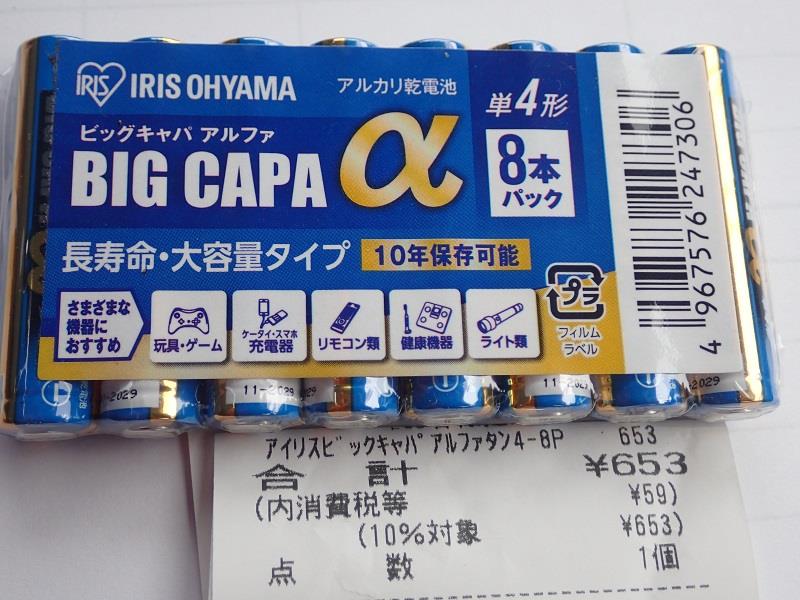 IRIS IRIS OHYAMA
アルカリ乾電池
単4形
ビッグキャパ アルファ
BIG CAPA α
8本
パック
長寿命・大容量タイプ
10年保存可能
さまざまな
機器に
おすすめ
玩具・ゲーム
ケータイ・スマホ
充電器
リモコン類
健康機器
ライト類
プラ
フィルム
ラベル
4 967576 247306
-2029
11-2029
11-2
2029
アイリスビックキャパアルファタン4-8P 653
合 計 ¥653
(内消費税等 ¥59)
(10%対象 ¥653)
点 数 1個